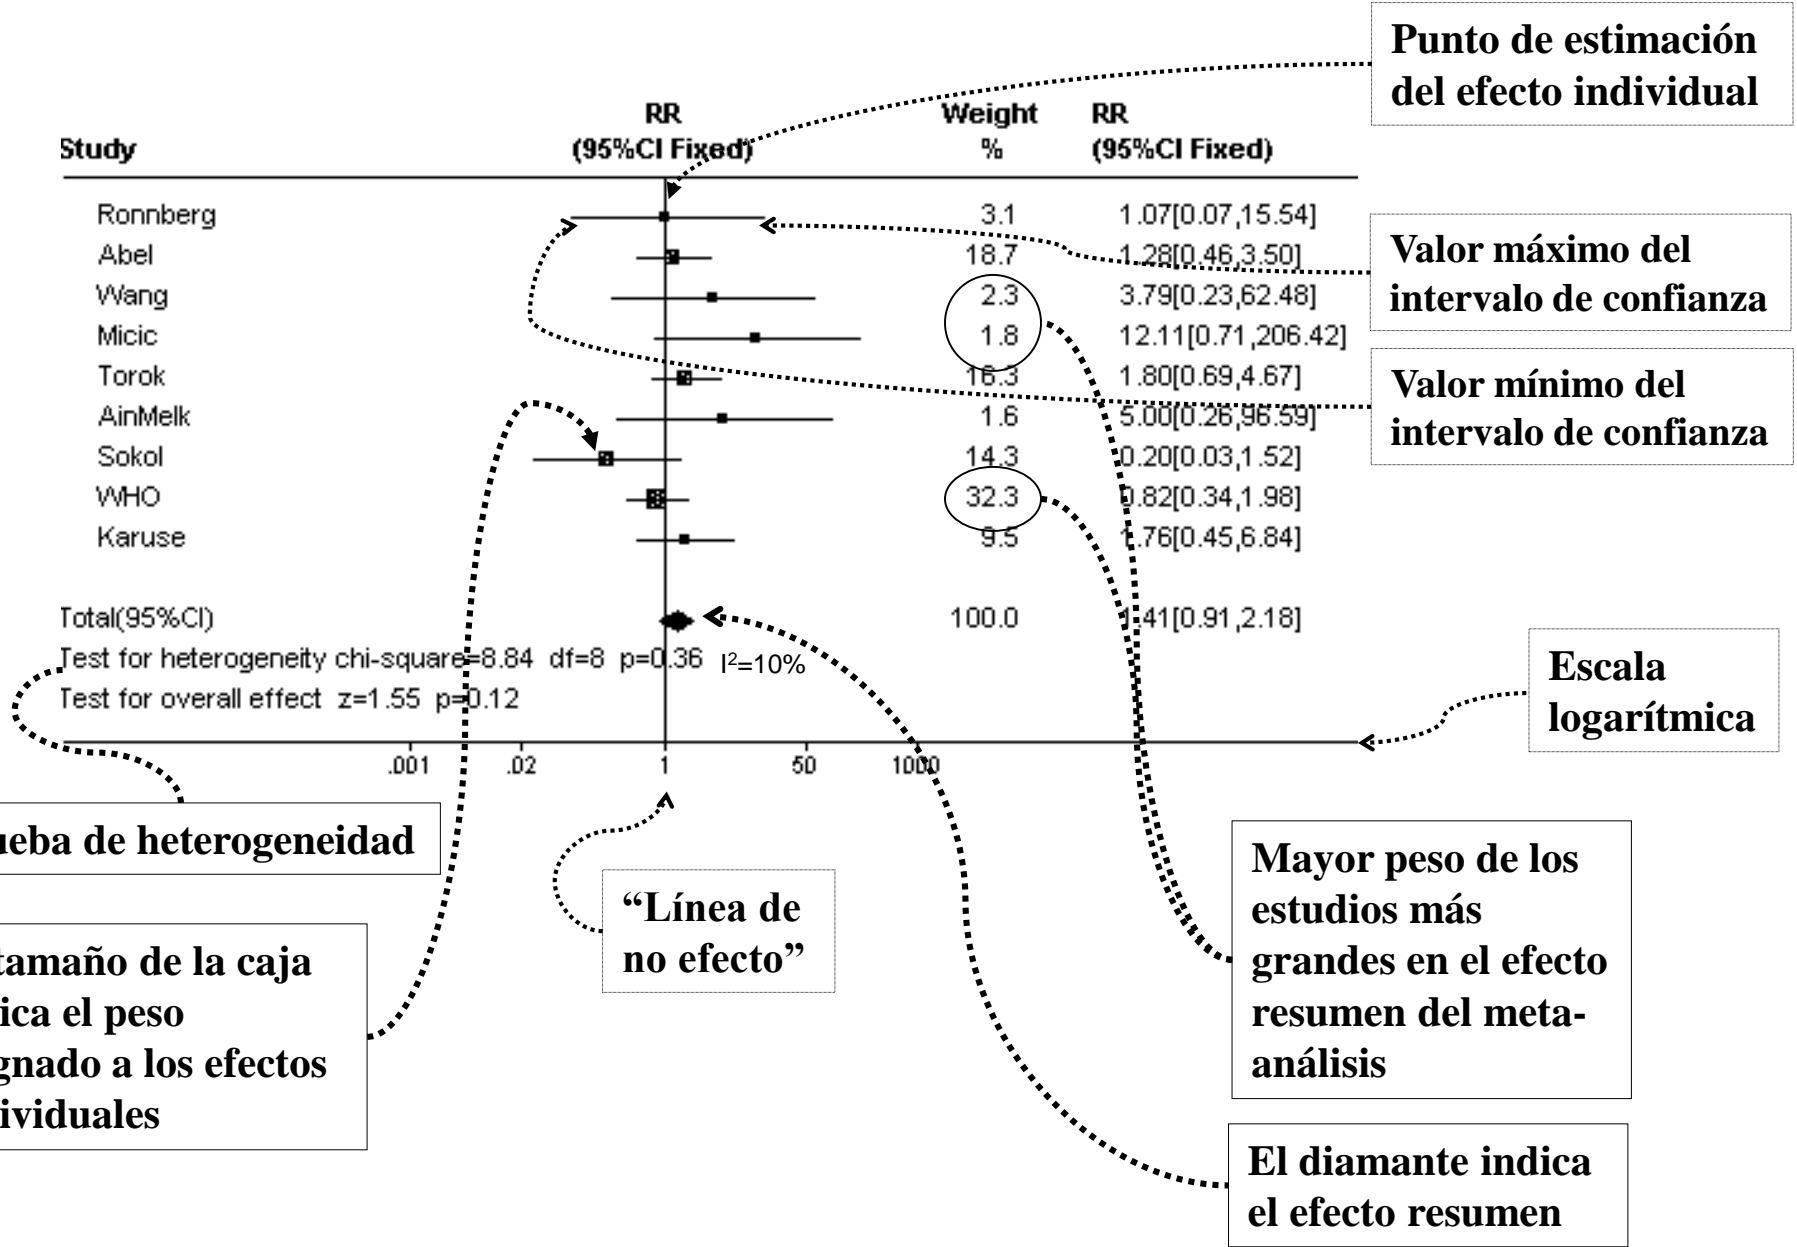 Punto de estimación
del efecto individual
Study
RR
(95%CI Fixed)
Weight
%
RR
(95%CI Fixed)
Ronnberg 3.1 1.07[0.07,15.54]
Abel 18.7 1.28[0.46,3.50]
Wang 2.3 3.79[0.23,62.48]
Micic 1.8 12.11[0.71,206.42]
Torok 16.3 1.80[0.69,4.67]
AinMelk 1.6 5.00[0.26,96.59]
Sokol 14.3 0.20[0.03,1.52]
WHO 32.3 0.82[0.34,1.98]
Karuse 9.5 1.76[0.45,6.84]
Total(95%CI) 100.0 1.41[0.91,2.18]
Test for heterogeneity chi-square=8.84 df=8 p=0.36 I²=10%
Test for overall effect z=1.55 p=0.12
.001 .02 1 50 1000
Valor máximo del
intervalo de confianza
Valor mínimo del
intervalo de confianza
Escala
logarítmica
ueba de heterogeneidad
tamaño de la caja
ica el peso
gnado a los efectos
ividuales
“Línea de
no efecto”
Mayor peso de los
estudios más
grandes en el efecto
resumen del meta-
análisis
El diamante indica
el efecto resumen